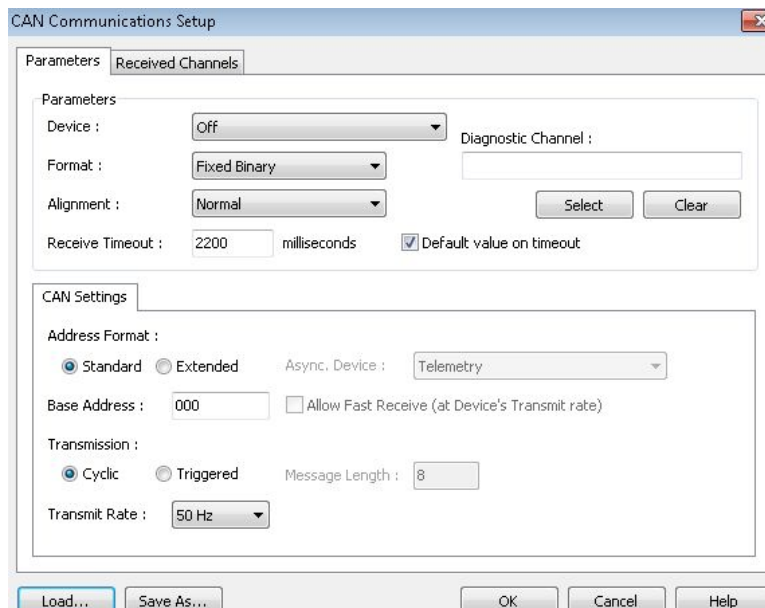 CAN Communications Setup
Parameters Received Channels
Parameters
Device : Off
Diagnostic Channel :
Format : Fixed Binary
Alignment : Normal Select Clear
Receive Timeout : 2200 milliseconds Default value on timeout
CAN Settings
Address Format :
Standard Extended Async. Device : Telemetry
Base Address : 000 Allow Fast Receive (at Device's Transmit rate)
Transmission :
Cyclic Triggered Message Length : 8
Transmit Rate : 50 Hz
Load... Save As... OK Cancel Help